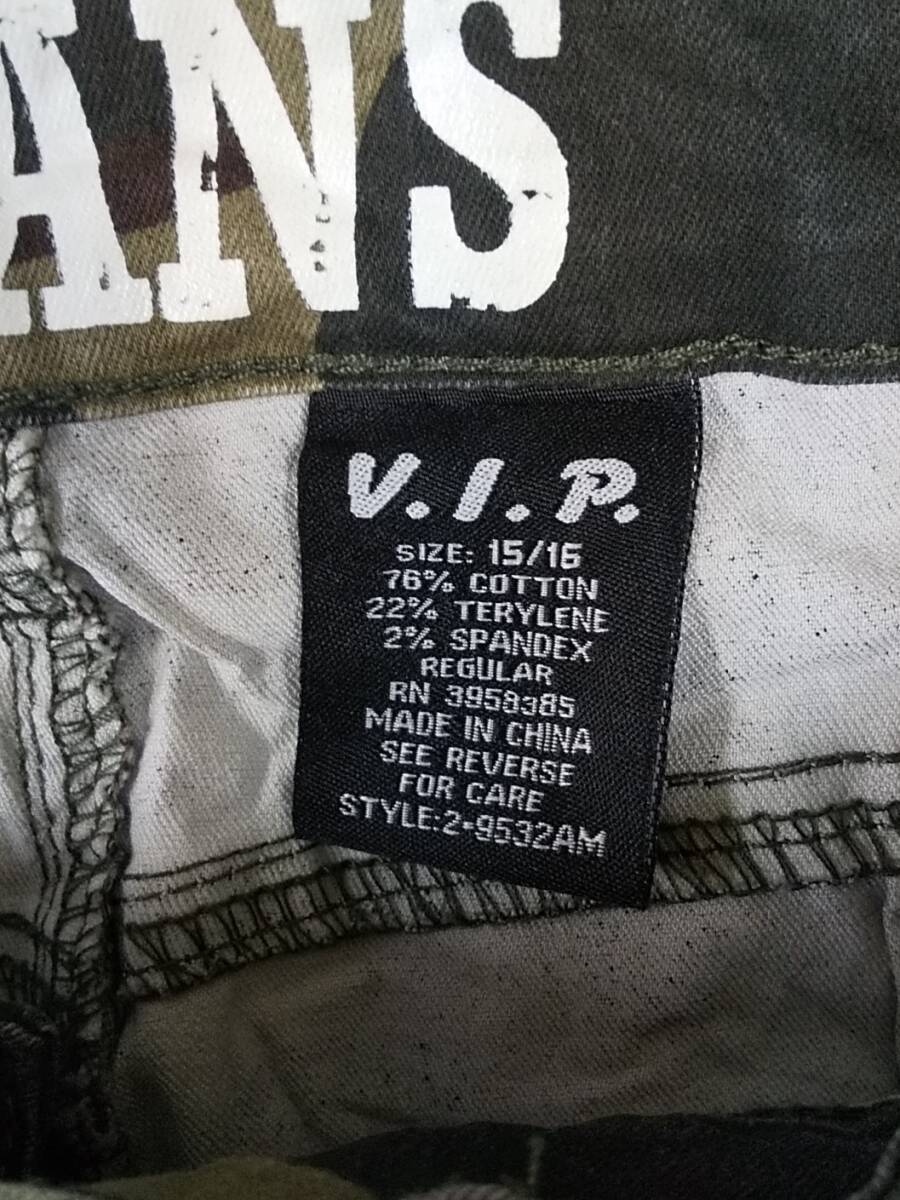 ANS
V.I.P.
SIZE: 15/16
76% COTTON
22% TERYLENE
2% SPANDEX
REGULAR
RN 3958385
MADE IN CHINA
SEE REVERSE
FOR CARE
STYLE:2-9532AM